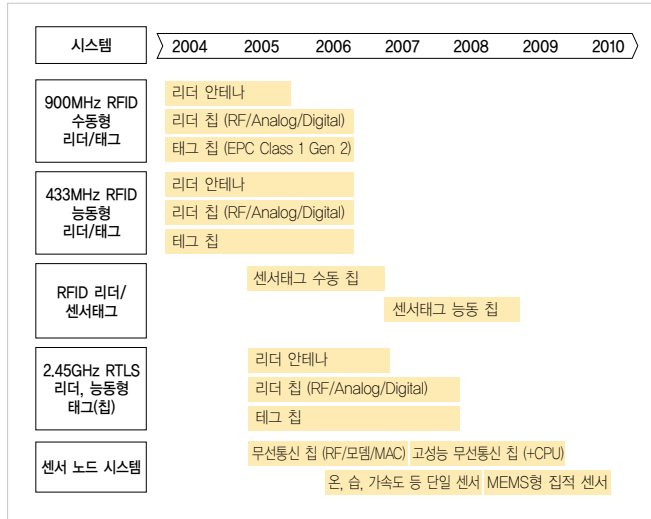 시스템
2004 2005 2006 2007 2008 2009 2010
900MHz RFID
수동형
리더/태그
리더 안테나
리더 칩 (RF/Analog/Digital)
태그 칩 (EPC Class 1 Gen 2)
433MHz RFID
능동형
리더/태그
리더 안테나
리더 칩 (RF/Analog/Digital)
테그 칩
RFID 리더/
센서태그
센서태그 수동 칩
센서태그 능동 칩
2.45GHz RTLS
리더, 능동형
태그(칩)
리더 안테나
리더 칩 (RF/Analog/Digital)
테그 칩
센서 노드 시스템
무선통신 칩 (RF/모뎀/MAC) 고성능 무선통신 칩 (+CPU)
온, 습, 가속도 등 단일 센서 MEMS형 집적 센서